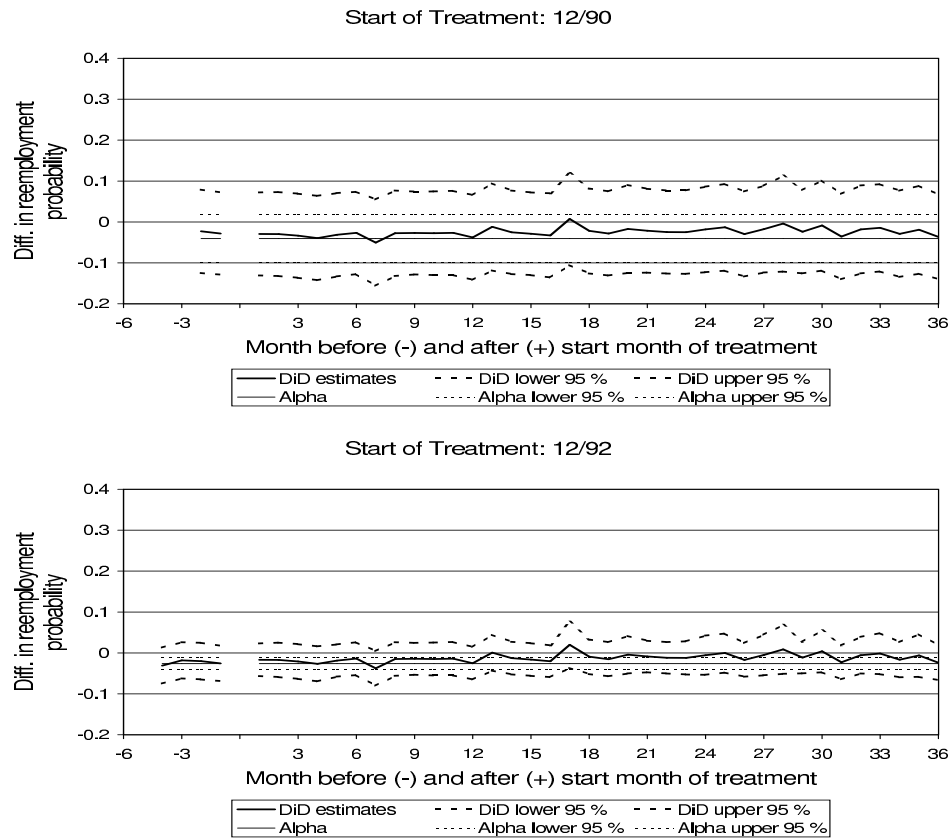 Start of Treatment: 12/90
Diff. in reemployment
probability
0.4
0.3
0.2
0.1
0
-0.1
-0.2
-6 -3 3 6 9 12 15 18 21 24 27 30 33 36
Month before (-) and after (+) start month of treatment
DiD estimates DiD lower 95 % DiD upper 95 %
Alpha Alpha lower 95 % Alpha upper 95 %
Start of Treatment: 12/92
Diff. in reemployment
probability
0.4
0.3
0.2
0.1
0
-0.1
-0.2
-6 -3 3 6 9 12 15 18 21 24 27 30 33 36
Month before (-) and after (+) start month of treatment
DiD estimates DiD lower 95 % DiD upper 95 %
Alpha Alpha lower 95 % Alpha upper 95 %